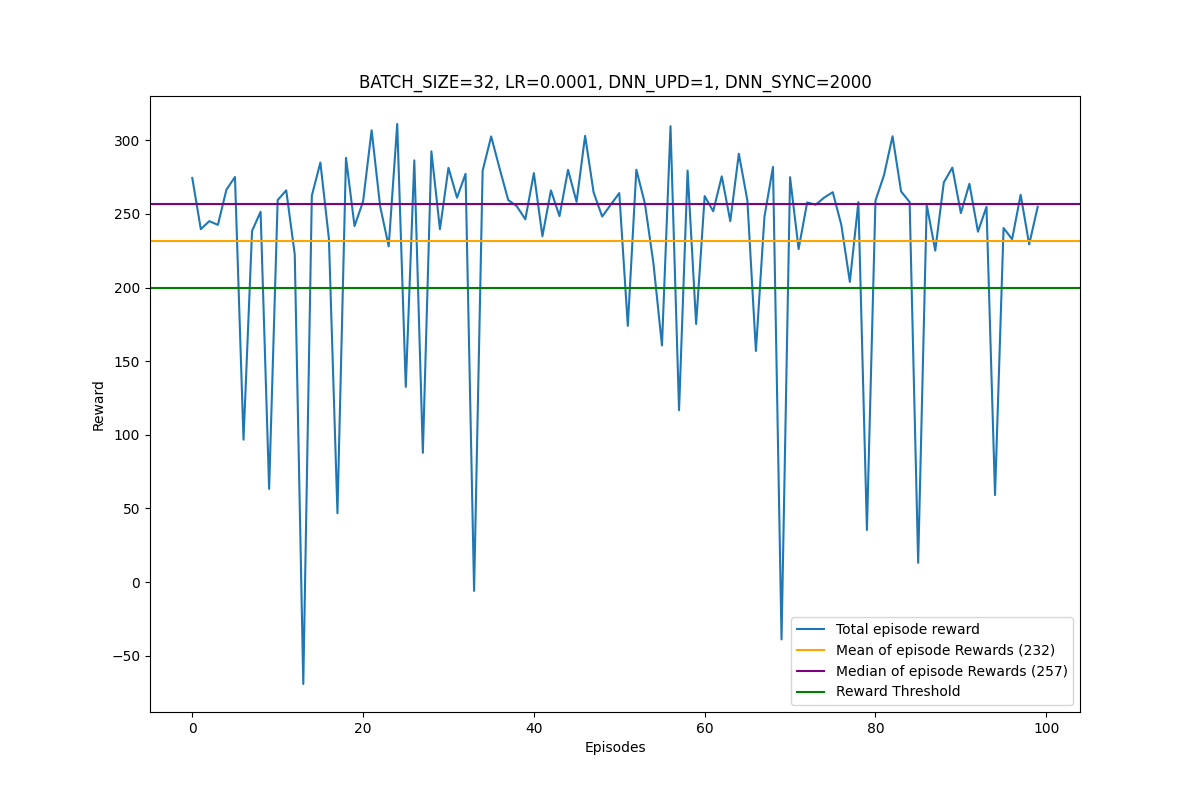 BATCH_SIZE=32, LR=0.0001, DNN_UPD=1, DNN_SYNC=2000
300
250
200
150
100
50
0
−50
Reward
0 20 40 60 80 100
Episodes
Total episode reward
Mean of episode Rewards (232)
Median of episode Rewards (257)
Reward Threshold